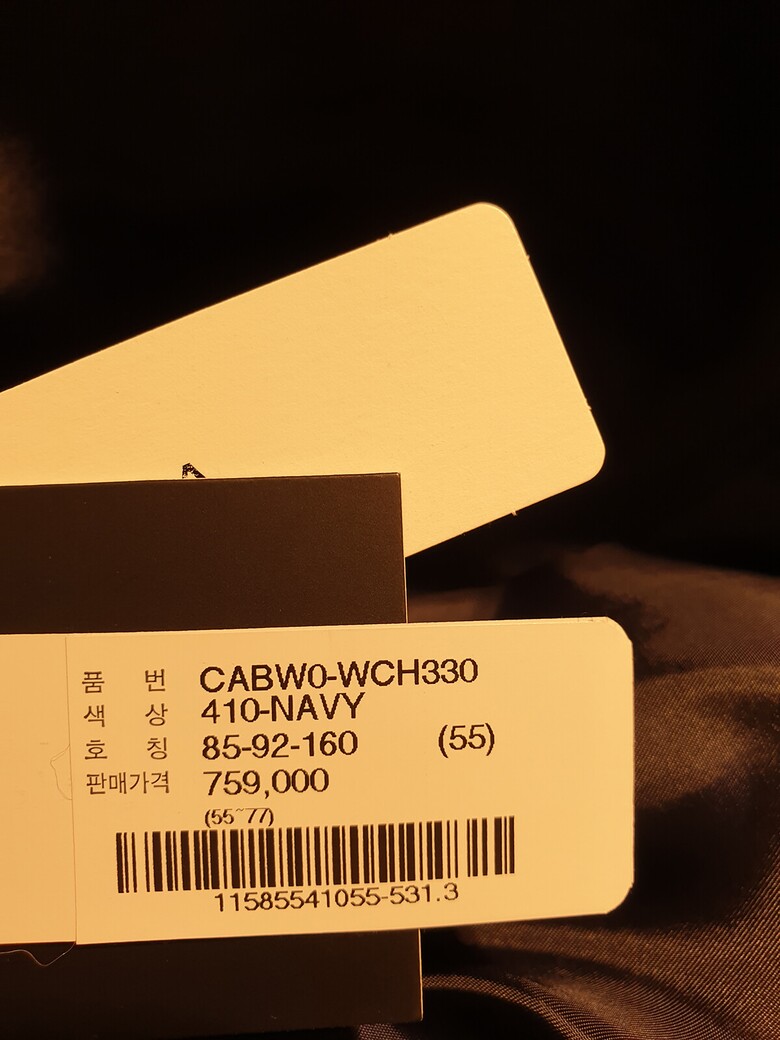 품 번 CABW0-WCH330
색 상 410-NAVY
호 칭 85-92-160 (55)
판매가격 759,000
(55~77)
11585541055-531.3